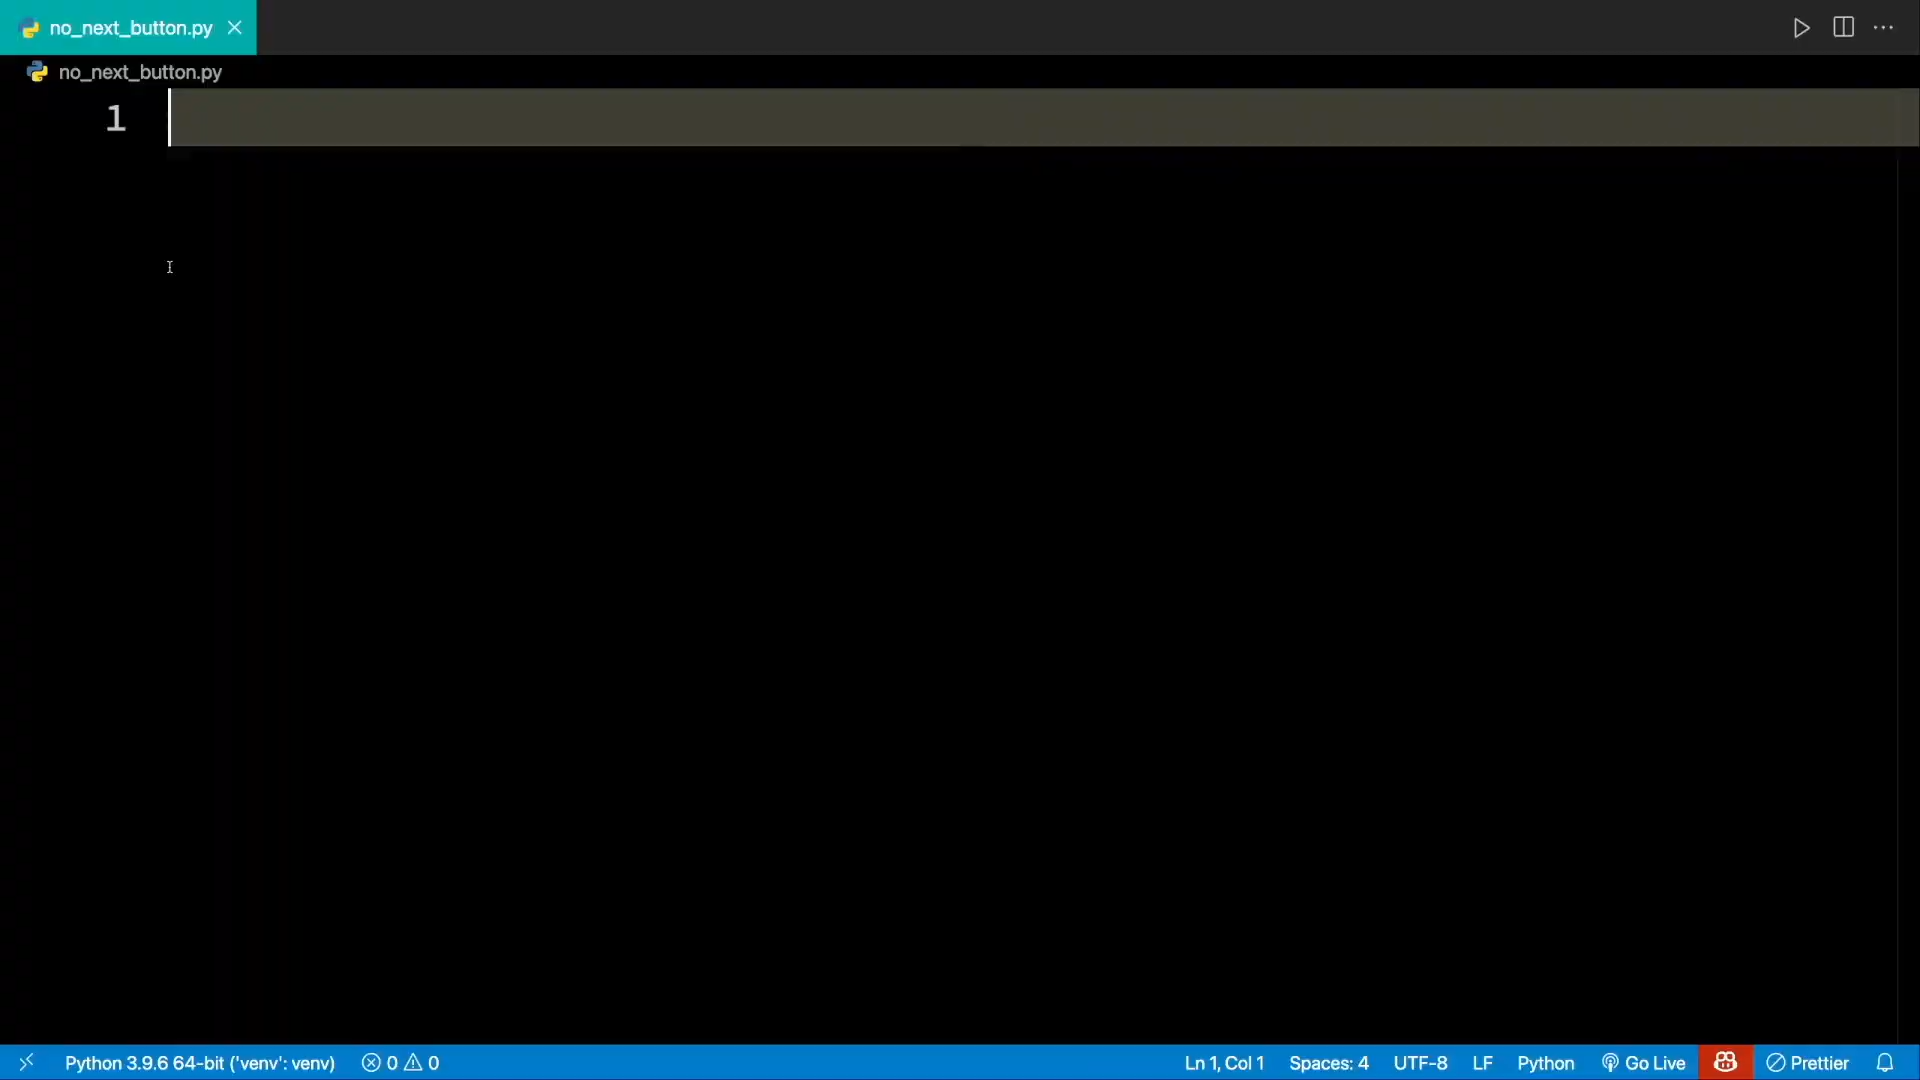 no_next_button.py
no_next_button.py
1
Python 3.9.6 64-bit ('venv': venv) 0 0 Ln 1, Col 1 Spaces: 4 UTF-8 LF Python Go Live Prettier